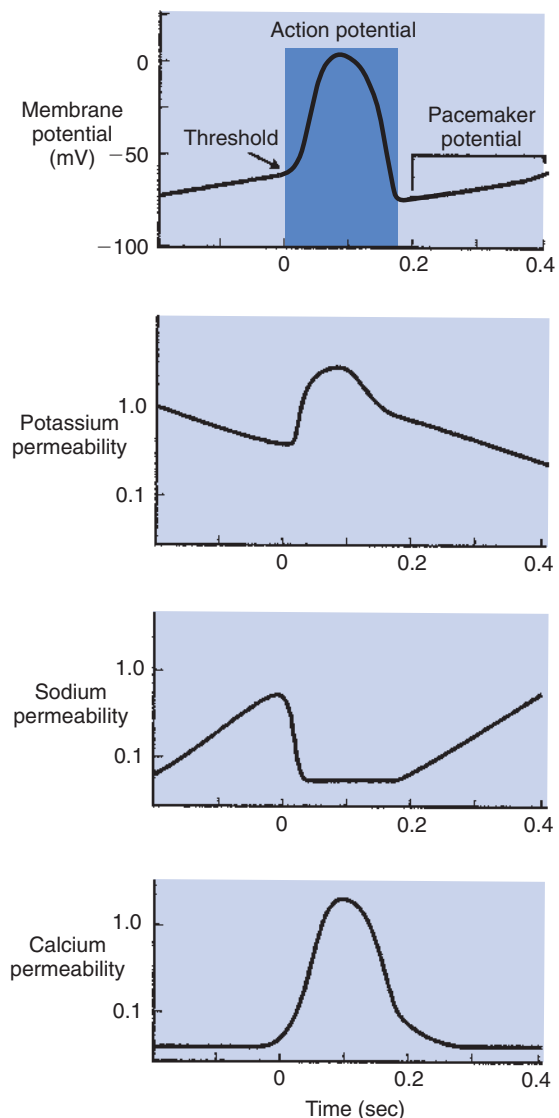 Action potential
0
Membrane
potential
(mV)
Threshold
Pacemaker
potential
−50
−100
0
0.2
0.4
1.0
Potassium
permeability
0.1
0
0.2
0.4
1.0
Sodium
permeability
0.1
0
0.2
0.4
1.0
Calcium
permeability
0.1
0
0.2
0.4
Time (sec)